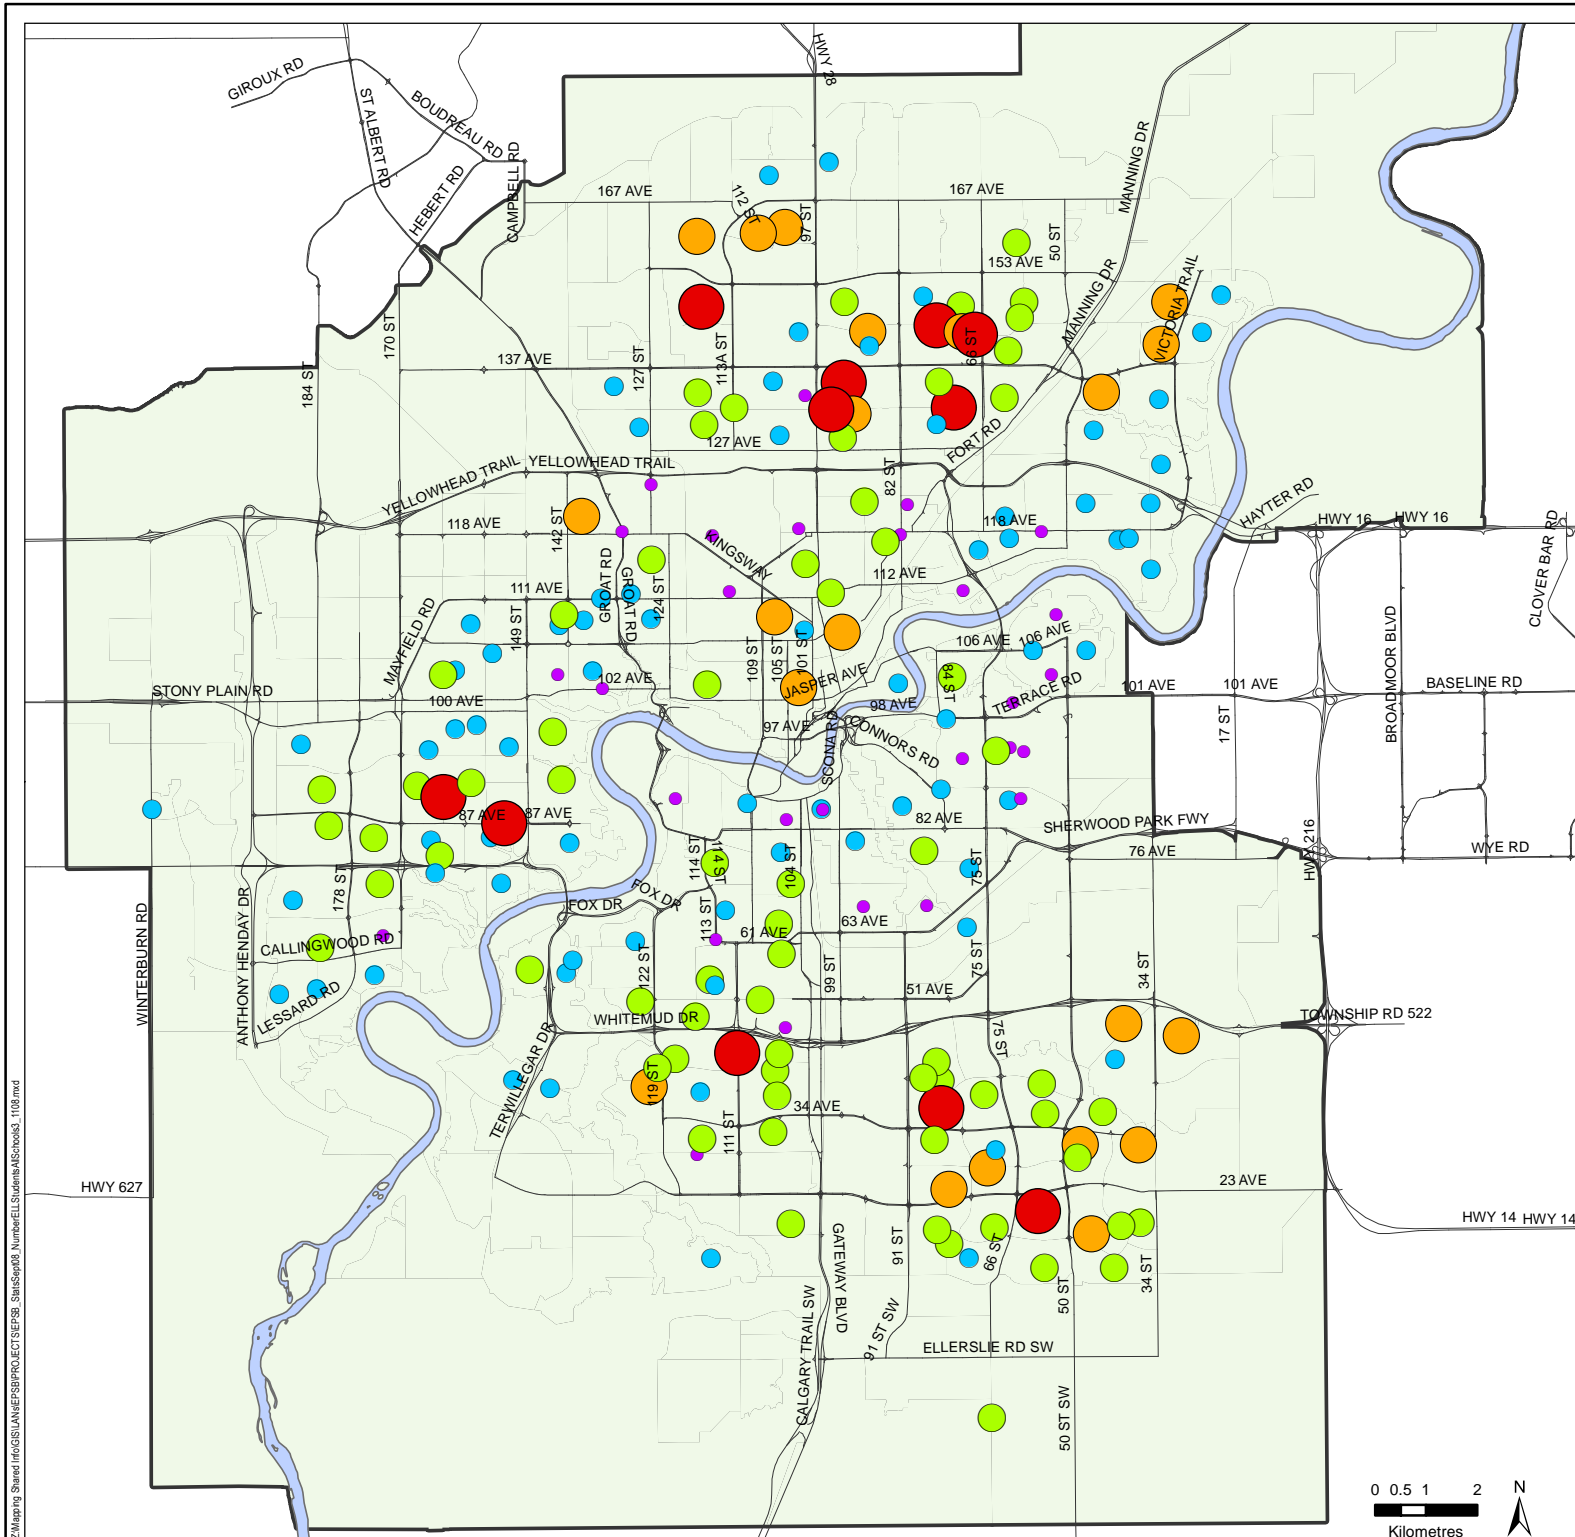 HWY 28
GIROUX RD
ST ALBERT RD
BOUDREAU RD
HEBERT RD
CAMPBELL RD
MANNING DR
167 AVE
112 ST
97 ST
167 AVE
50 ST
153 AVE
MANNING DR
VICTORIA TRAIL
170 ST
184 ST
137 AVE
127 ST
113A ST
66 ST
127 AVE
FORT RD
82 ST
YELLOWHEAD TRAIL
YELLOWHEAD TRAIL
118 AVE
142 ST
KINGSWAY
118 AVE
HAYTER RD
HWY 16
HWY 16
CLOVER BAR RD
112 AVE
111 AVE
GROAT RD
GROAT RD
124 ST
MAYFIELD RD
149 ST
109 ST
105 ST
101 ST
106 AVE
106 AVE
84 ST
TERRACE RD
BROADMOOR BLVD
STONY PLAIN RD
100 AVE
102 AVE
JASPER AVE
98 AVE
101 AVE
101 AVE
BASELINE RD
97 AVE
SCONA RD
CONNORS RD
17 ST
87 AVE
87 AVE
82 AVE
SHERWOOD PARK FWY
76 AVE
HWY 216
WYE RD
114 ST
114 ST
104 ST
75 ST
178 ST
FOX DR
FOX DR
113 ST
63 AVE
61 AVE
WINTERBURN RD
ANTHONY HENDAY DR
CALLINGWOOD RD
LESSARD RD
122 ST
99 ST
51 AVE
75 ST
34 ST
WHITEMUD DR
TOWNSHIP RD 522
TERWILLEGAR DR
119 ST
75 ST
34 AVE
111 ST
HWY 627
23 AVE
HWY 14
HWY 14
GATEWAY BLVD
91 ST
66 ST
50 ST
34 ST
CALGARY TRAIL SW
91 ST SW
ELLERSLIE RD SW
50 ST SW
Z:\Mapping Shared Info\GIS\LANs\EPSB\PROJECTS\EPSB_StatsSept08_NumberELLStudentsAllSchools3_1108.mxd
0 0.5 1 2
Kilometres
N